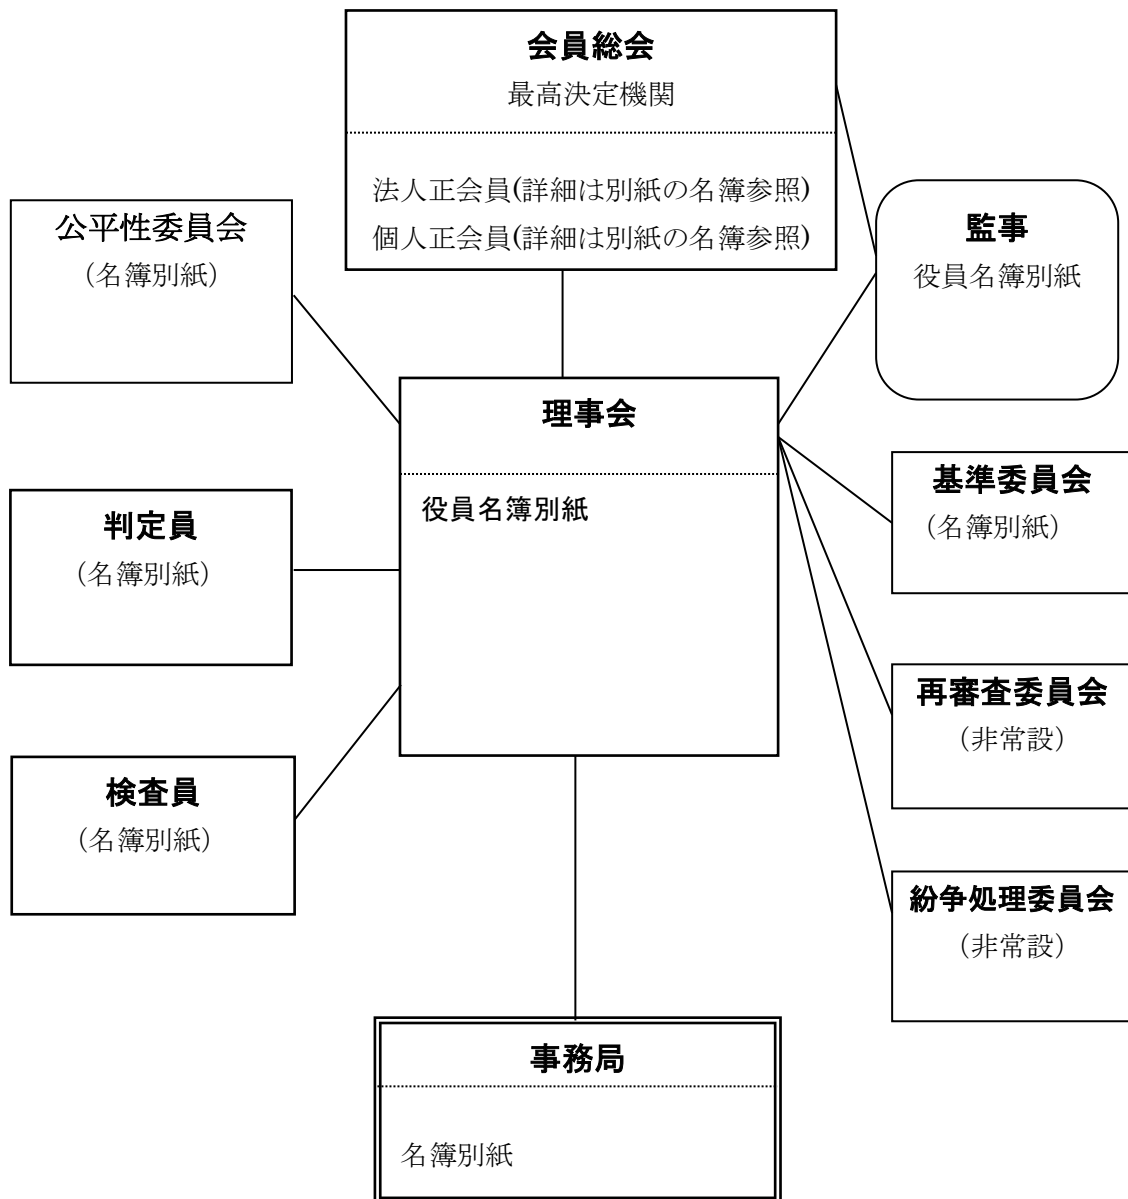 会員総会
最高決定機関
法人正会員(詳細は別紙の名簿参照)
個人正会員(詳細は別紙の名簿参照)
公平性委員会
（名簿別紙）
監事
役員名簿別紙
理事会
役員名簿別紙
基準委員会
（名簿別紙）
判定員
（名簿別紙）
再審査委員会
（非常設）
検査員
（名簿別紙）
紛争処理委員会
（非常設）
事務局
名簿別紙